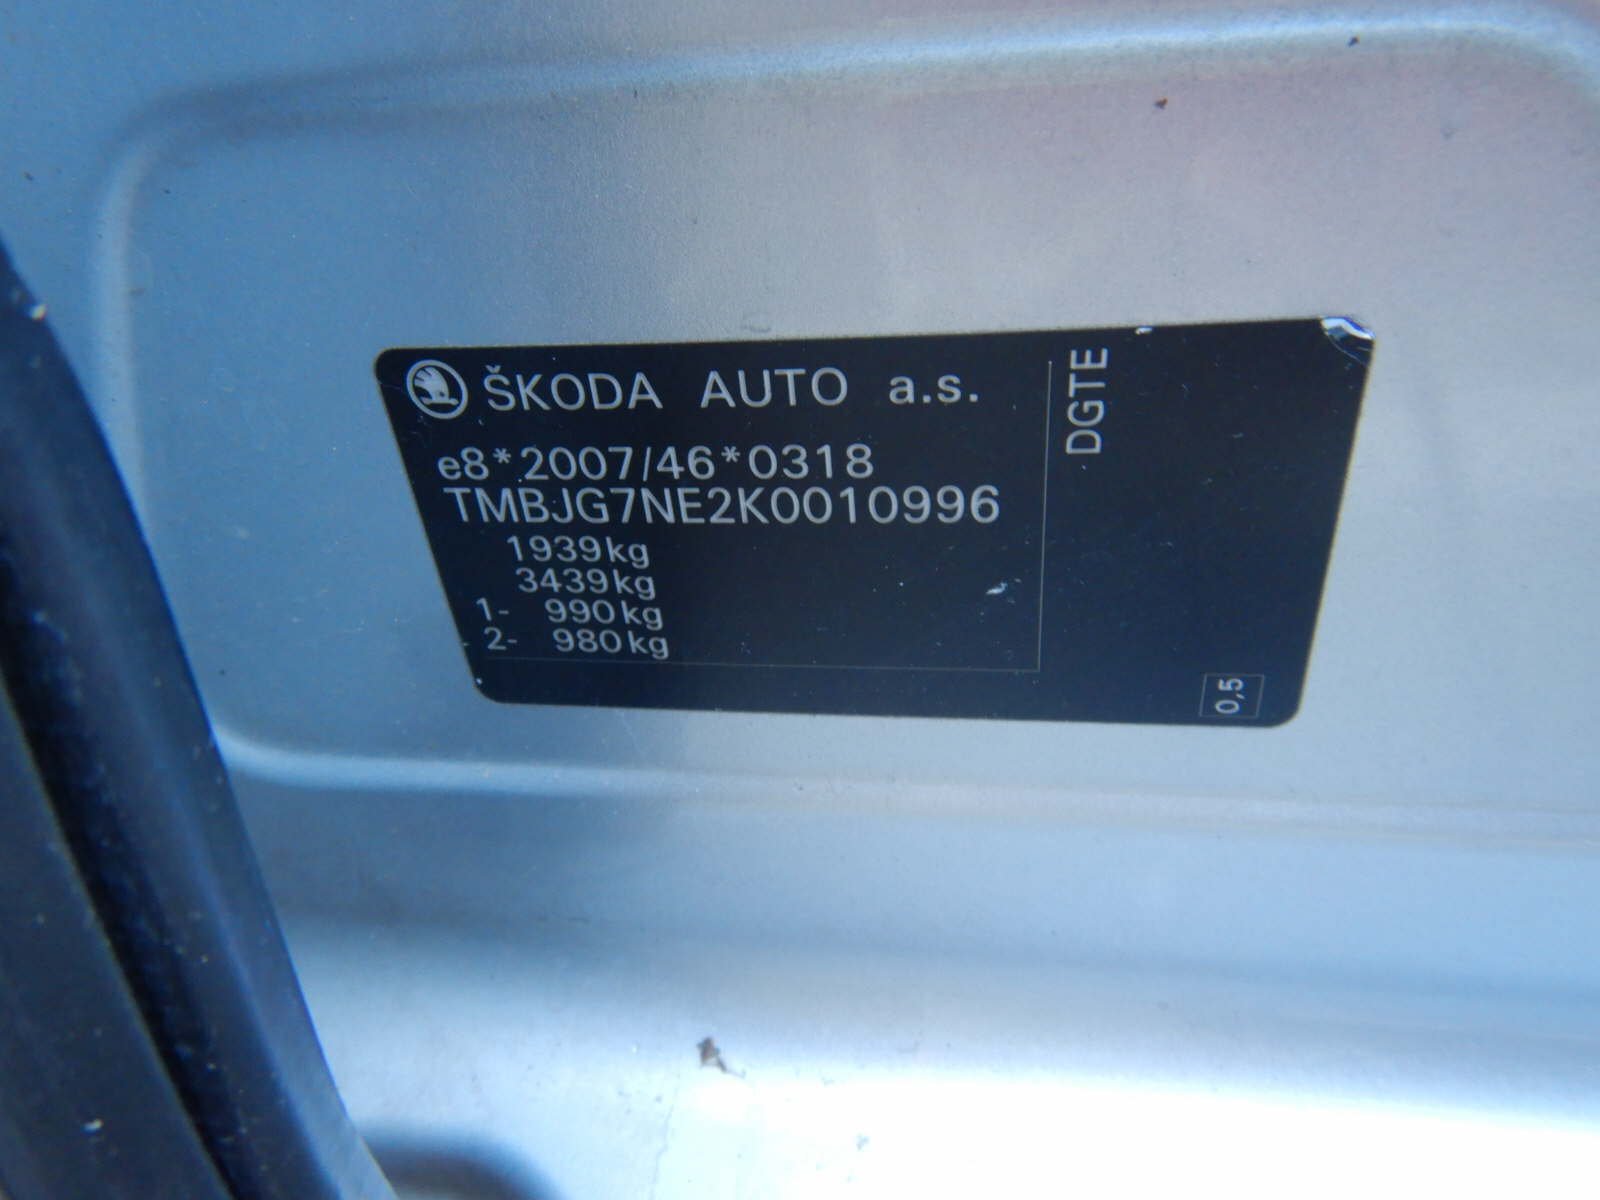 ŠKODA AUTO a.s.
e8*2007/46*0318
TMBJG7NE2K0010996
1939kg
3439kg
1- 990kg
2- 980kg
DGTE
0,5